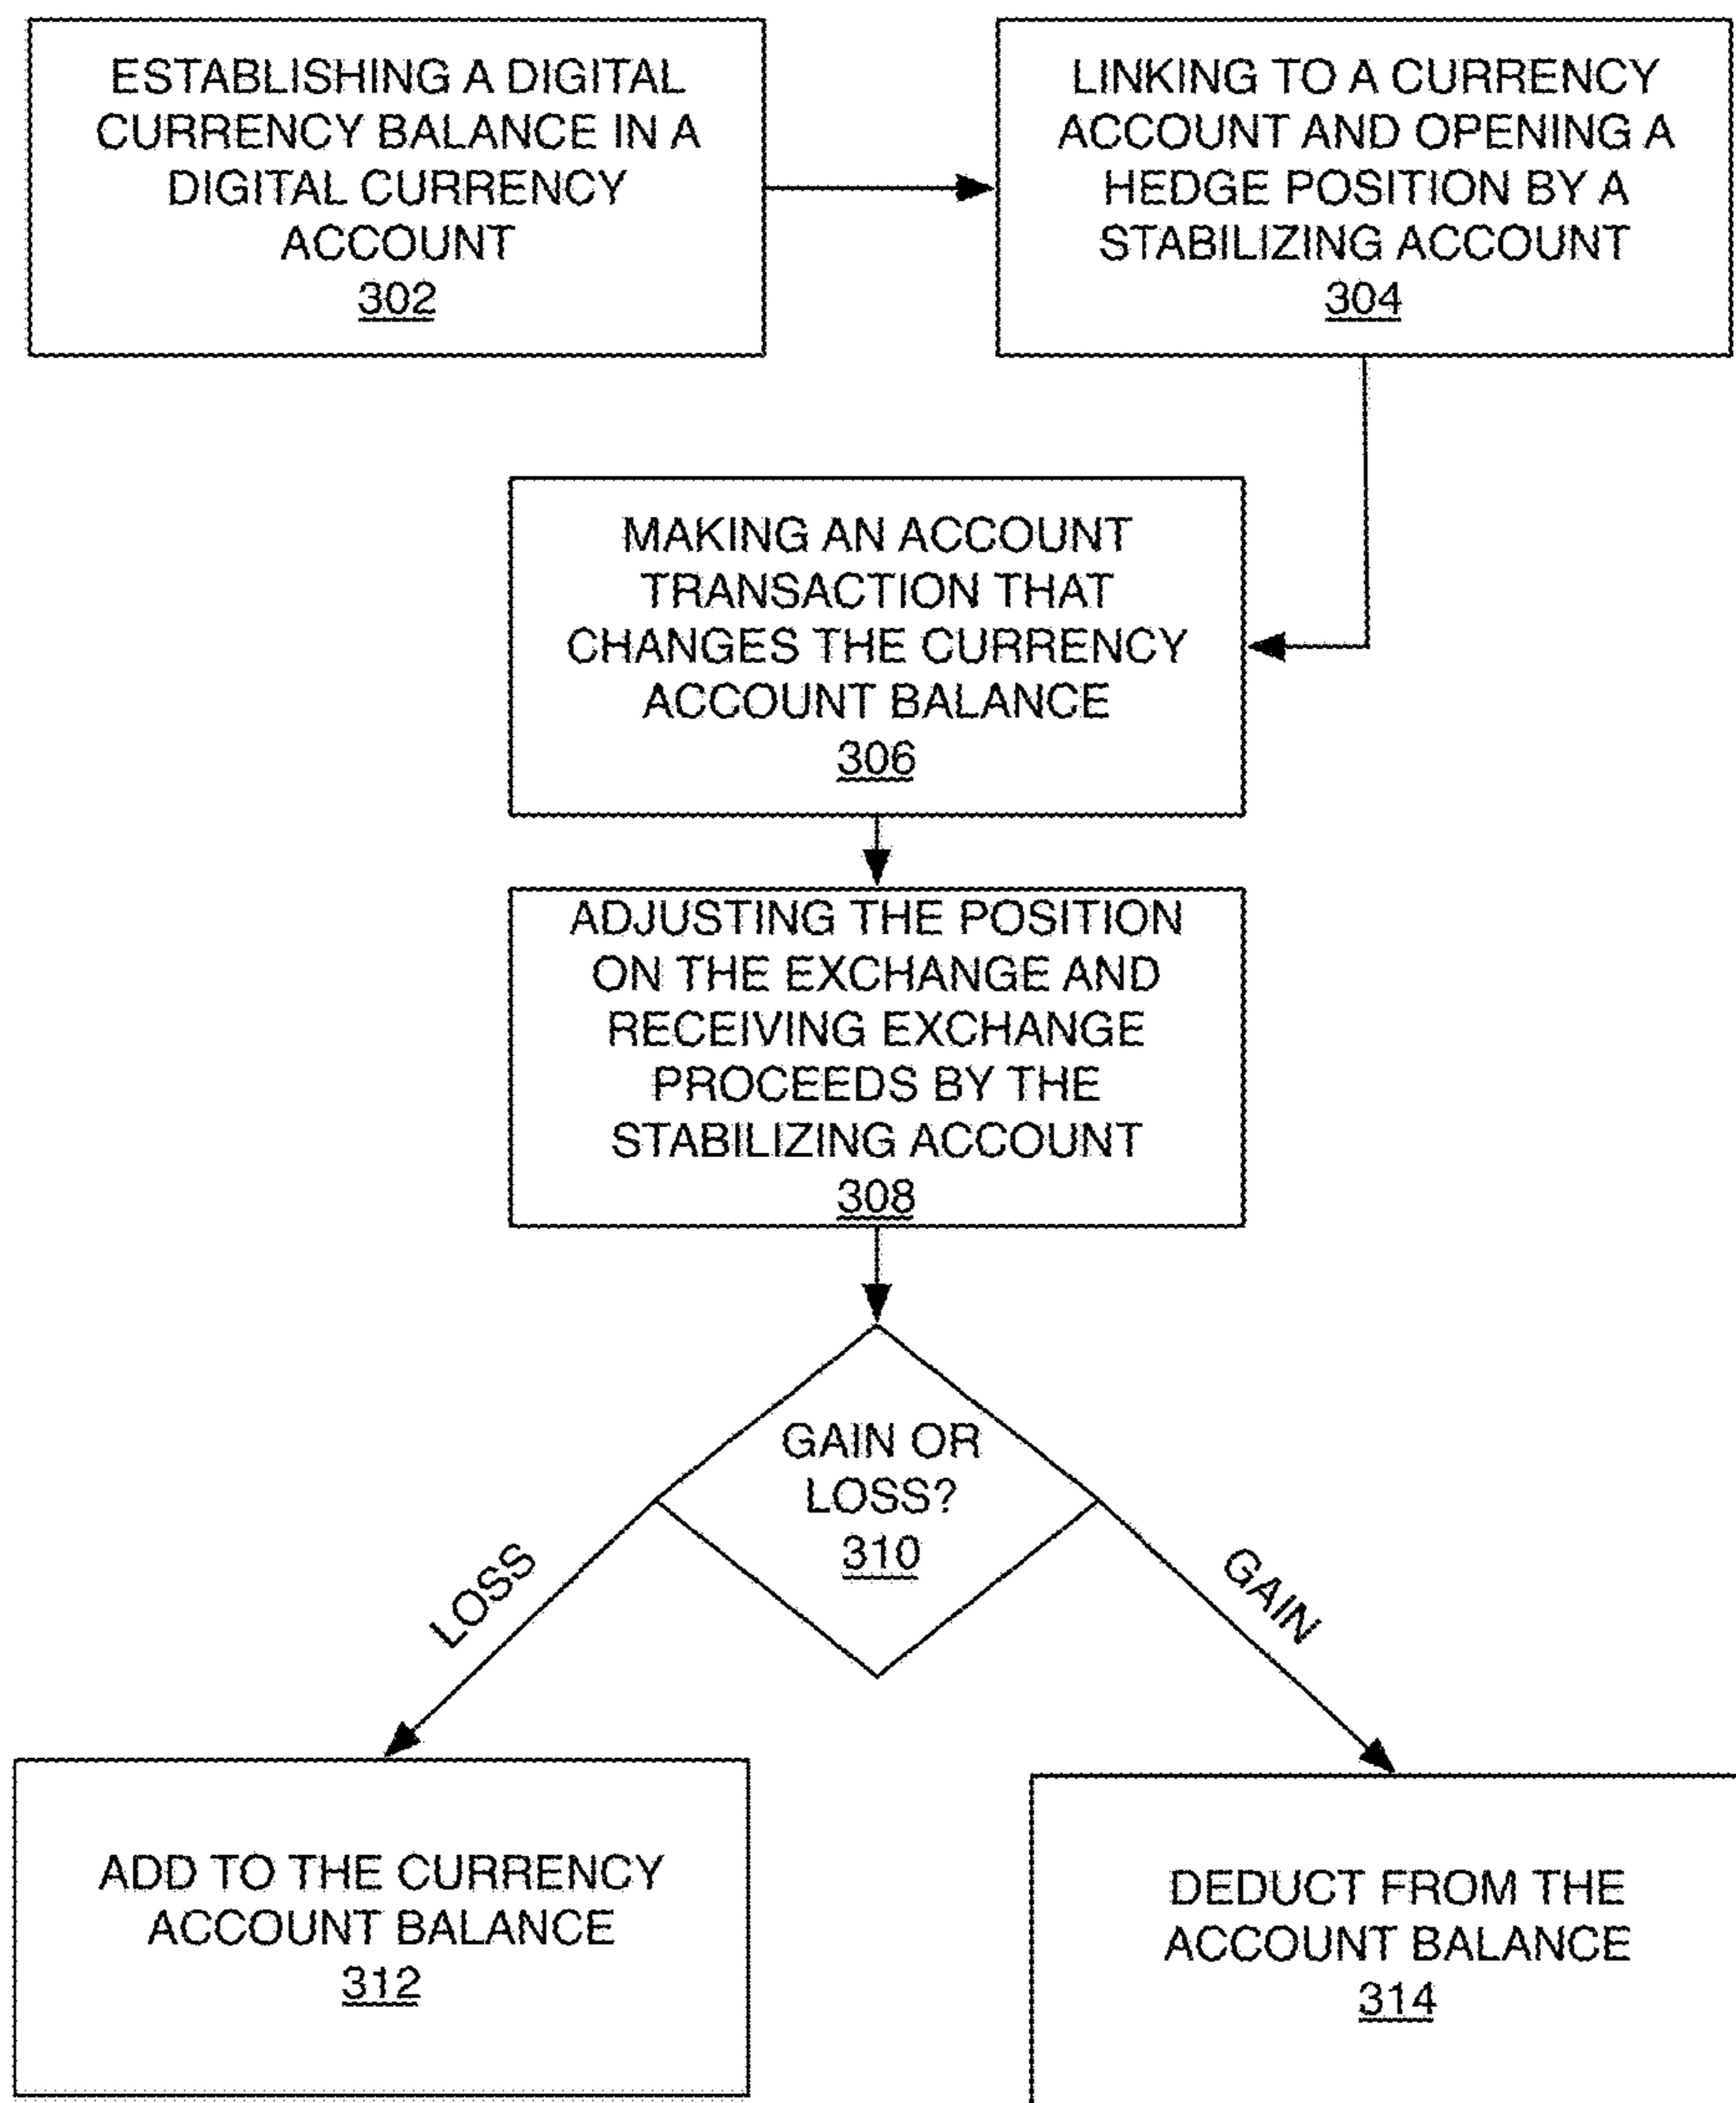 ESTABLISHING A DIGITAL
CURRENCY BALANCE IN A
DIGITAL CURRENCY
ACCOUNT
302
LINKING TO A CURRENCY
ACCOUNT AND OPENING A
HEDGE POSITION BY A
STABILIZING ACCOUNT
304
MAKING AN ACCOUNT
TRANSACTION THAT
CHANGES THE CURRENCY
ACCOUNT BALANCE
306
ADJUSTING THE POSITION
ON THE EXCHANGE AND
RECEIVING EXCHANGE
PROCEEDS BY THE
STABILIZING ACCOUNT
308
GAIN OR
LOSS?
310
LOSS
GAIN
ADD TO THE CURRENCY
ACCOUNT BALANCE
312
DEDUCT FROM THE
ACCOUNT BALANCE
314